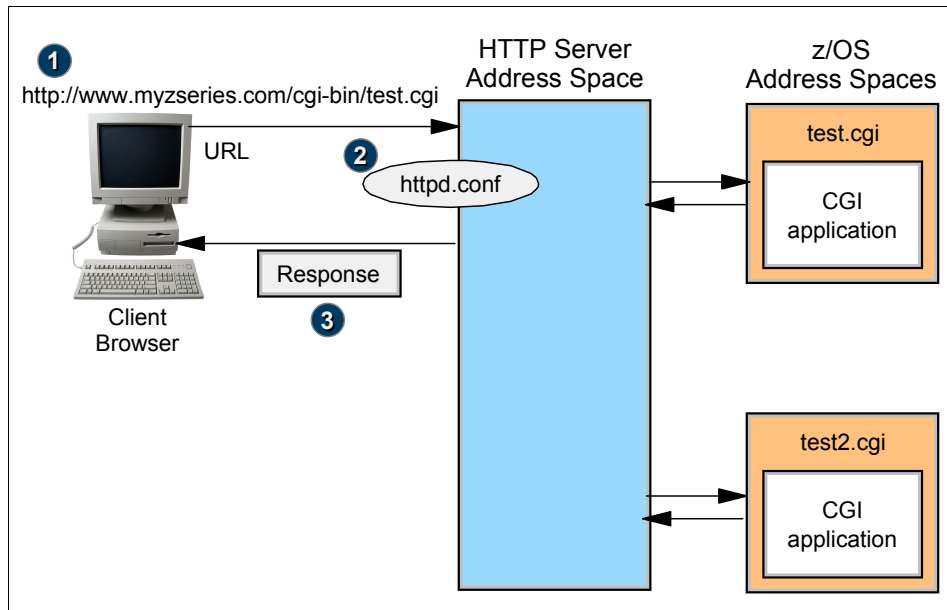 1
http://www.myzseries.com/cgi-bin/test.cgi
HTTP Server
Address Space
z/OS
Address Spaces
URL
2
httpd.conf
Response
3
Client
Browser
test.cgi
CGI
application
test2.cgi
CGI
application